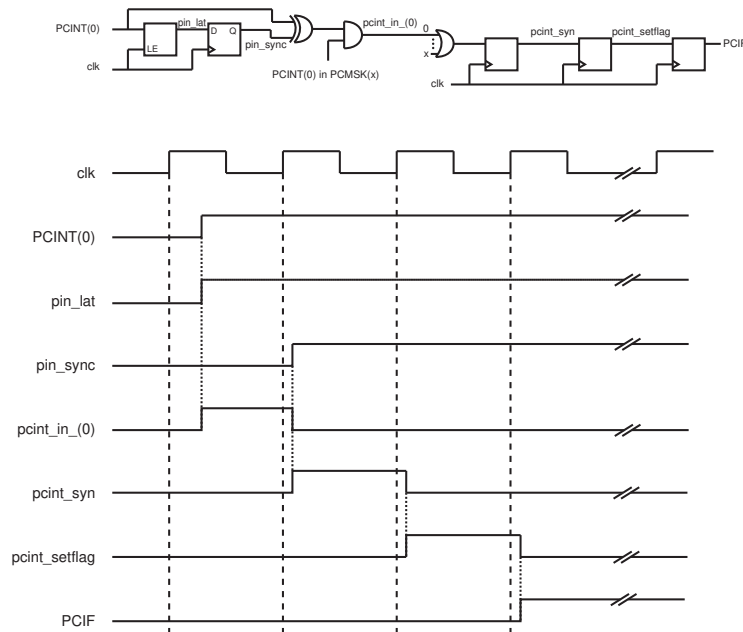 PCINT(0)
pin_lat
LE
D Q
pin_sync
clk
PCINT(0) in PCMSK(x)
pcint_in_(0)
0
x
clk
pcint_syn
pcint_setflag
PCIF
clk
PCINT(0)
pin_lat
pin_sync
pcint_in_(0)
pcint_syn
pcint_setflag
PCIF